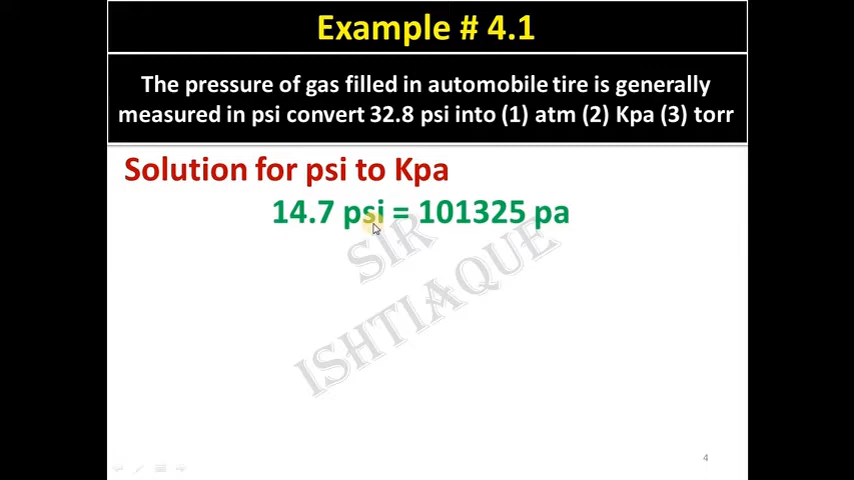 Example # 4.1
The pressure of gas filled in automobile tire is generally
measured in psi convert 32.8 psi into (1) atm (2) Kpa (3) torr
Solution for psi to Kpa
14.7 psi = 101325 pa
SIR
ISHTIAQUE
4